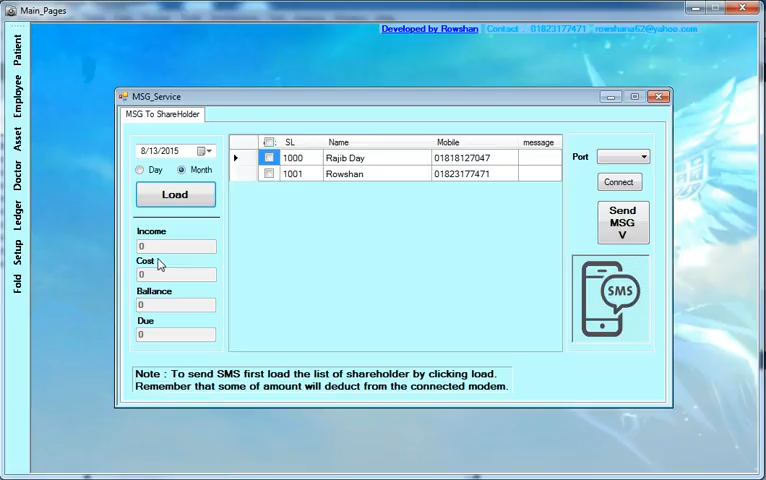 Main_Pages
Developed by Rowshan Contact : 01823177471 rowshana62@yahoo.com
Patient
Employee
Asset
Doctor
Ledger
Setup
Fold
MSG_Service
MSG To ShareHolder
8/13/2015
Day Month
Load
Income
0
Cost
0
Ballance
0
Due
0
SL Name Mobile message
1000 Rajib Day 01818127047
1001 Rowshan 01823177471
Port
Connect
Send
MSG
V
SMS
Note : To send SMS first load the list of shareholder by clicking load.
Remember that some of amount will deduct from the connected modem.